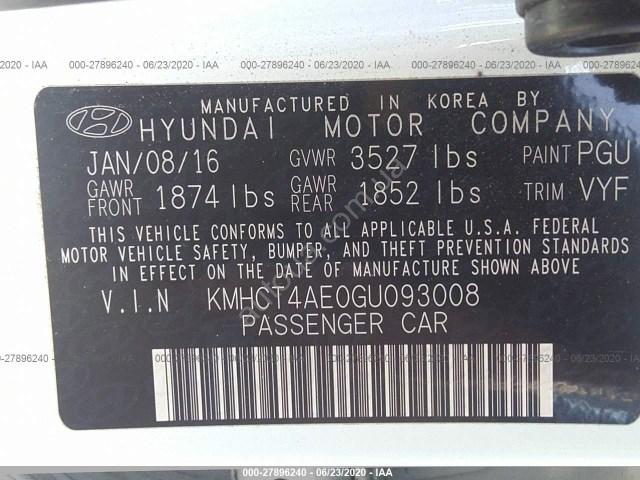 000-27896240 - 06/23/2020 - IAA
MANUFACTURED IN KOREA BY
HYUNDAI MOTOR COMPANY
JAN/08/16 GVWR 3527 lbs PAINT PGU
GAWR FRONT 1874 lbs GAWR REAR 1852 lbs TRIM VYF
THIS VEHICLE CONFORMS TO ALL APPLICABLE U.S.A. FEDERAL
MOTOR VEHICLE SAFETY, BUMPER, AND THEFT PREVENTION STANDARDS
IN EFFECT ON THE DATE OF MANUFACTURE SHOWN ABOVE
V.I.N KMHCT4AE0GU093008
PASSENGER CAR
000-27896240 - 06/23/2020 - IAA